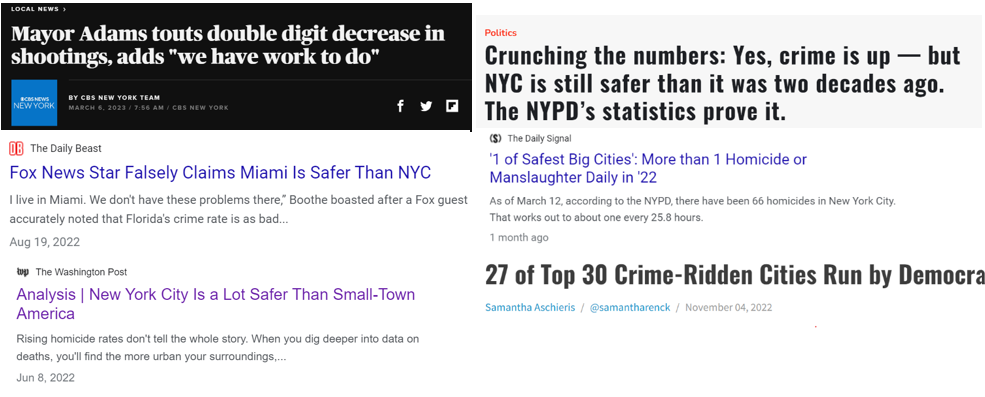 LOCAL NEWS ›
Mayor Adams touts double digit decrease in
shootings, adds "we have work to do"
©CBS NEWS
NEW YORK
BY CBS NEW YORK TEAM
MARCH 6, 2023 / 7:56 AM / CBS NEW YORK
The Daily Beast
Fox News Star Falsely Claims Miami Is Safer Than NYC
I live in Miami. We don't have these problems there,” Boothe boasted after a Fox guest
accurately noted that Florida's crime rate is as bad...
Aug 19, 2022
wp The Washington Post
Analysis | New York City Is a Lot Safer Than Small-Town
America
Rising homicide rates don't tell the whole story. When you dig deeper into data on
deaths, you'll find the more urban your surroundings,...
Jun 8, 2022
Politics
Crunching the numbers: Yes, crime is up — but
NYC is still safer than it was two decades ago.
The NYPD’s statistics prove it.
(S) The Daily Signal
'1 of Safest Big Cities': More than 1 Homicide or
Manslaughter Daily in '22
As of March 12, according to the NYPD, there have been 66 homicides in New York City.
That works out to about one every 25.8 hours.
1 month ago
27 of Top 30 Crime-Ridden Cities Run by Democra
Samantha Aschieris / @samantharenck / November 04, 2022